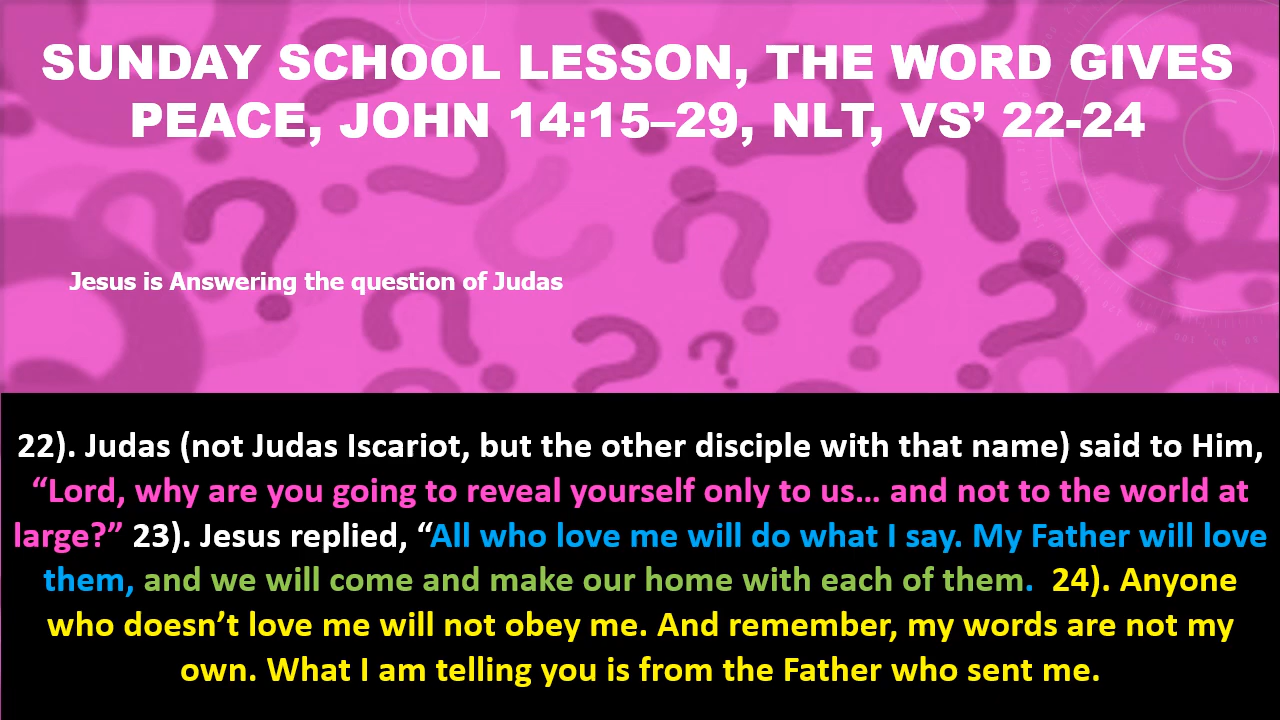 SUNDAY SCHOOL LESSON, THE WORD GIVES
PEACE, JOHN 14:15–29, NLT, VS’ 22-24
Jesus is Answering the question of Judas
22). Judas (not Judas Iscariot, but the other disciple with that name) said to Him,
“Lord, why are you going to reveal yourself only to us… and not to the world at
large?” 23). Jesus replied, “All who love me will do what I say. My Father will love
them, and we will come and make our home with each of them.  24). Anyone
who doesn’t love me will not obey me. And remember, my words are not my
own. What I am telling you is from the Father who sent me.